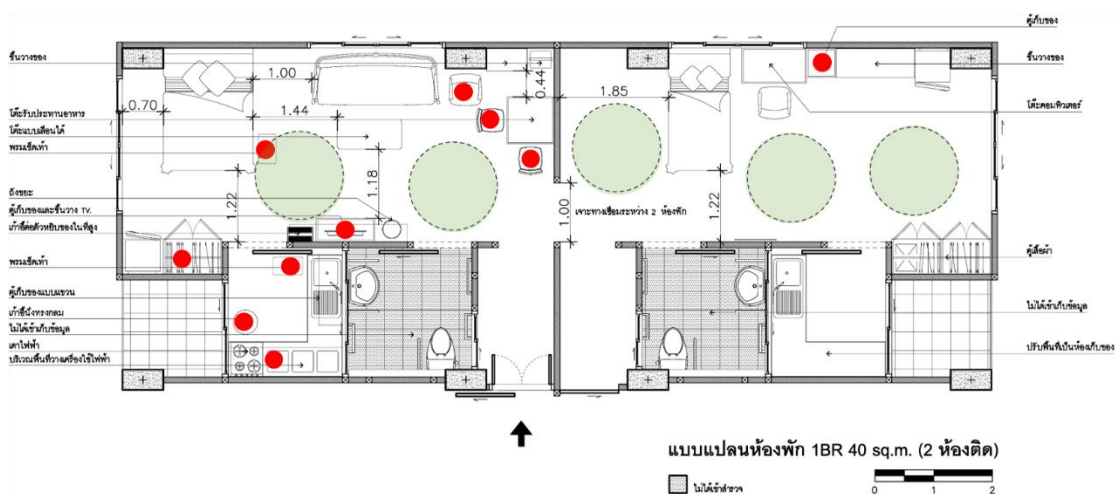 ตู้เก็บของ
ชั้นวางของ
ชั้นวางของ
1.00
0.44
0.70
1.44
1.85
โต๊ะรับประทานอาหาร
โต๊ะคอมพิวเตอร์
โต๊ะแบบเลื่อนได้
พรมเช็ดเท้า
1.22
1.18
1.00
1.22
ถังขยะ
ตู้เก็บของและชั้นวาง TV.
เจาะทางเชื่อมระหว่าง 2 ห้องพัก
เก้าอี้ต่อตัวหยิบของในที่สูง
พรมเช็ดเท้า
ตู้เสื้อผ้า
ตู้เก็บของแบบแขวน
เก้าอี้นั่งทรงกลม
ไม่ได้เข้าเก็บข้อมูล
ไม่ได้เข้าเก็บข้อมูล
เตาไฟฟ้า
บริเวณพื้นที่วางเครื่องใช้ไฟฟ้า
ปรับพื้นที่เป็นห้องเก็บของ
แบบแปลนห้องพัก 1BR 40 sq.m. (2 ห้องติด)
ไม่ได้เข้าสำรวจ
0 1 2